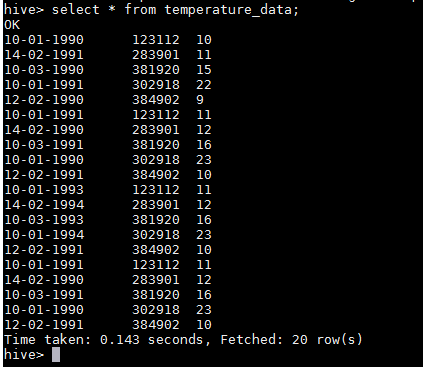 hive> select * from temperature_data;
OK
10-01-1990 123112 10
14-02-1991 283901 11
10-03-1990 381920 15
10-01-1991 302918 22
12-02-1990 384902 9
10-01-1991 123112 11
14-02-1990 283901 12
10-03-1991 381920 16
10-01-1990 302918 23
12-02-1991 384902 10
10-01-1993 123112 11
14-02-1994 283901 12
10-03-1993 381920 16
10-01-1994 302918 23
12-02-1991 384902 10
10-01-1991 123112 11
14-02-1990 283901 12
10-03-1991 381920 16
10-01-1990 302918 23
12-02-1991 384902 10
Time taken: 0.143 seconds, Fetched: 20 row(s)
hive>